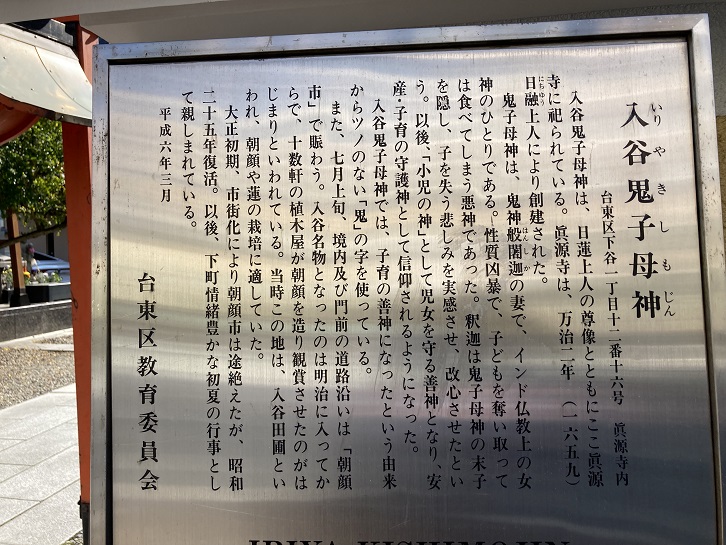 入谷鬼子母神
いりやきしもじん
台東区下谷一丁目十二番十六号 眞源寺内
入谷鬼子母神は、日蓮上人の尊像とともにここ眞源
寺に祀られている。眞源寺は、万治二年(一六五九)
日融上人により創建された。
にちゆう
鬼子母神は、鬼神般闍迦の妻で、インド仏教上の女
はんしか
神のひとりである。性質凶暴で、子どもを奪い取って
は食べてしまう悪神であった。釈迦は鬼子母神の末子
を隠し、子を失う悲しみを実感させ、改心させたとい
う。以後、「小児の神」として児女を守る善神となり、安
産・子育の守護神として信仰されるようになった。
入谷鬼子母神では、子育の善神になったという由来
からツノのない「鬼」の字を使っている。
また、七月上旬、境内及び門前の道路沿いは「朝顔
市」で賑わう。入谷名物となったのは明治に入ってか
らで、十数軒の植木屋が朝顔を造り観賞させたのがは
じまりといわれている。当時この地は、入谷田圃とい
われ、朝顔や蓮の栽培に適していた。
大正初期、市街化により朝顔市は途絶えたが、昭和
二十五年復活。以後、下町情緒豊かな初夏の行事とし
て親しまれている。
平成六年三月
台東区教育委員会
IRIYA KISHIMOJIN